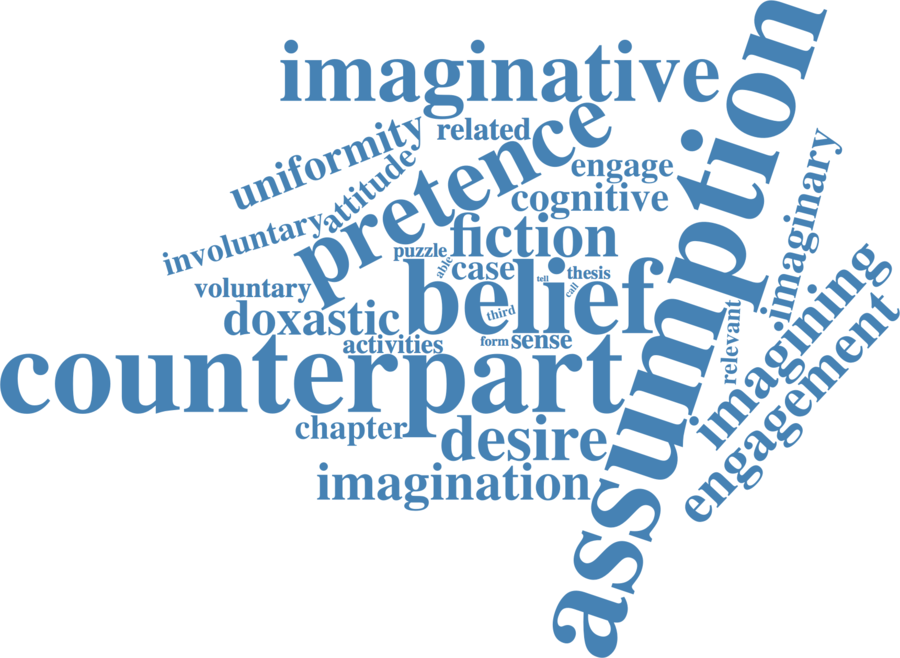 imaginative
assumption
related
uniformity
pretence
attitude
engage
cognitive
imaginary
involuntary
fiction
puzzle
able
case
tell
thesis
call
voluntary
belief
third
doxastic
activities
form
sense
relevant
imagining
engagement
counterpart
chapter
desire
imagination